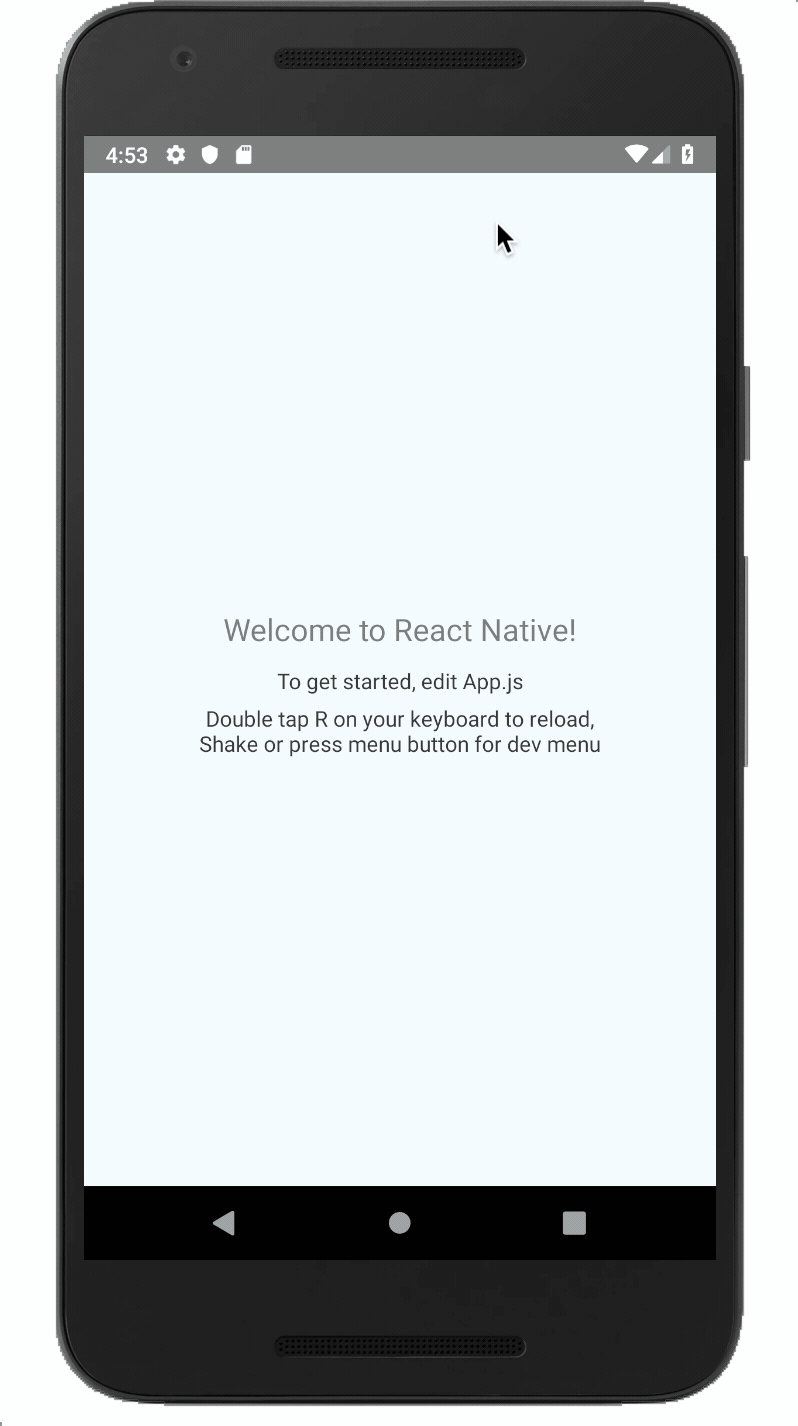 4:53
Welcome to React Native!
To get started, edit App.js
Double tap R on your keyboard to reload,
Shake or press menu button for dev menu